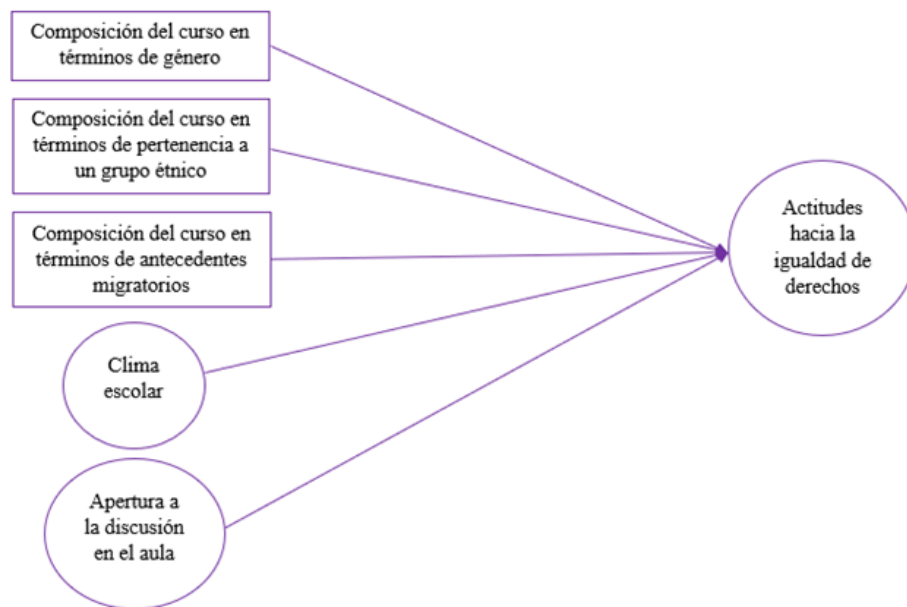 Composición del curso en
términos de género
Composición del curso en
términos de pertenencia a
un grupo étnico
Composición del curso en
términos de antecedentes
migratorios
Clima
escolar
Apertura a
la discusión
en el aula
Actitudes
hacia la
igualdad de
derechos